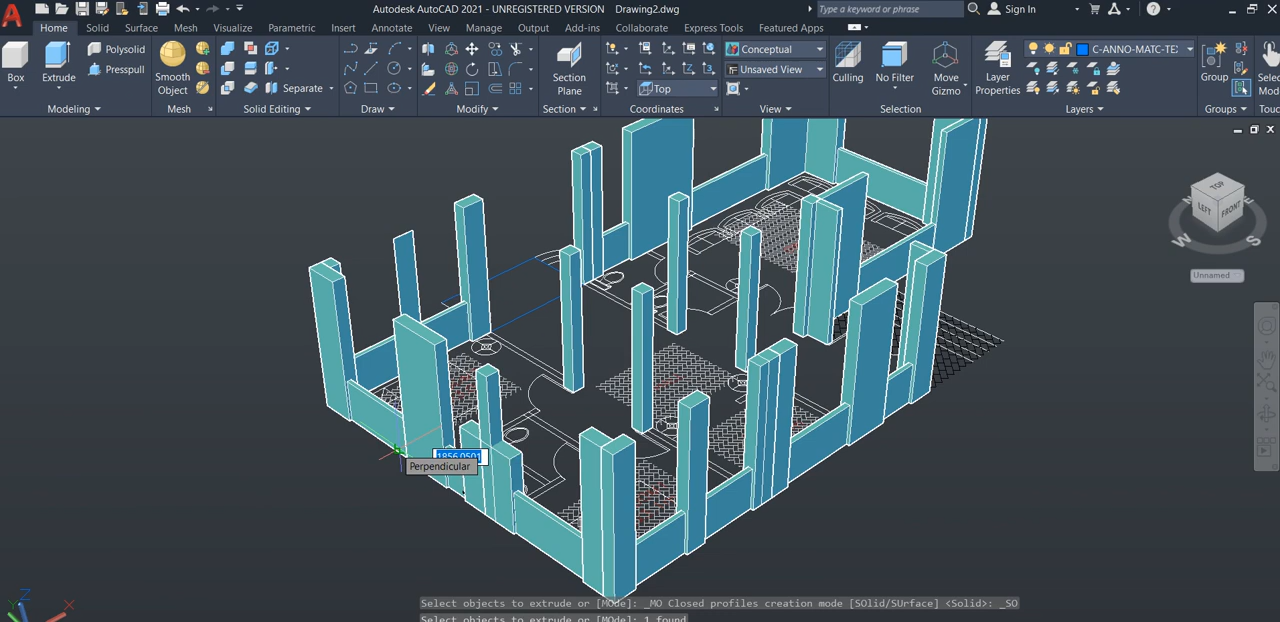 Autodesk AutoCAD 2021 - UNREGISTERED VERSION Drawing2.dwg
Type a keyword or phrase
Sign In
Home Solid Surface Mesh Visualize Parametric Insert Annotate View Manage Output Add-ins Collaborate Express Tools Featured Apps
Box
Extrude
Polysolid
Presspull
Smooth
Object
Separate
Section
Plane
Top
Conceptual
Unsaved View
Culling
No Filter
Move
Gizmo
Layer
Properties
C-ANNO-MATC-TE
Group
Modeling
Mesh
Solid Editing
Draw
Modify
Section
Coordinates
View
Selection
Layers
Groups
TOP
LEFT
FRONT
W
S
Unnamed
1856.0501
Perpendicular
Z
Y
X
Select objects to extrude or [MOde]: _MO Closed profiles creation mode [SOlid/SUrface] <Solid>: _SO
Select objects to extrude or [MOde]: 1 found